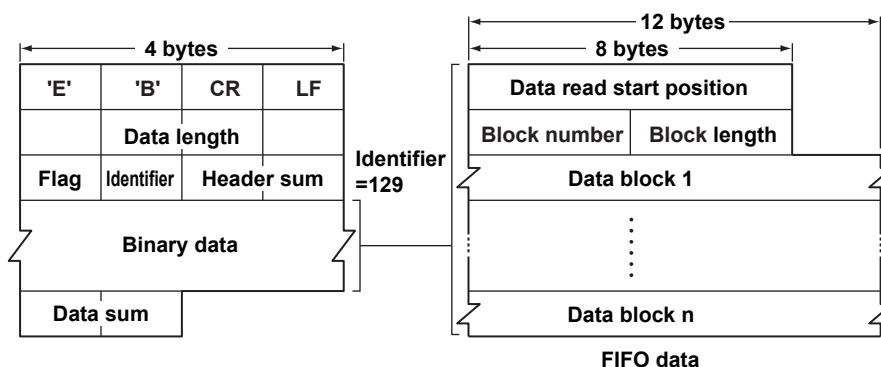 12 bytes
4 bytes
8 bytes
'E' 'B' CR LF
Data length
Flag Identifier Header sum
Binary data
Data sum
Identifier
=129
Data read start position
Block number Block length
Data block 1
Data block n
FIFO data